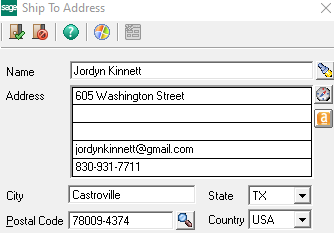 sage Ship To Address
Name Jordyn Kinnett
Address 605 Washington Street
jordynkinnett@gmail.com
830-931-7711
City Castroville State TX
Postal Code 78009-4374 Country USA